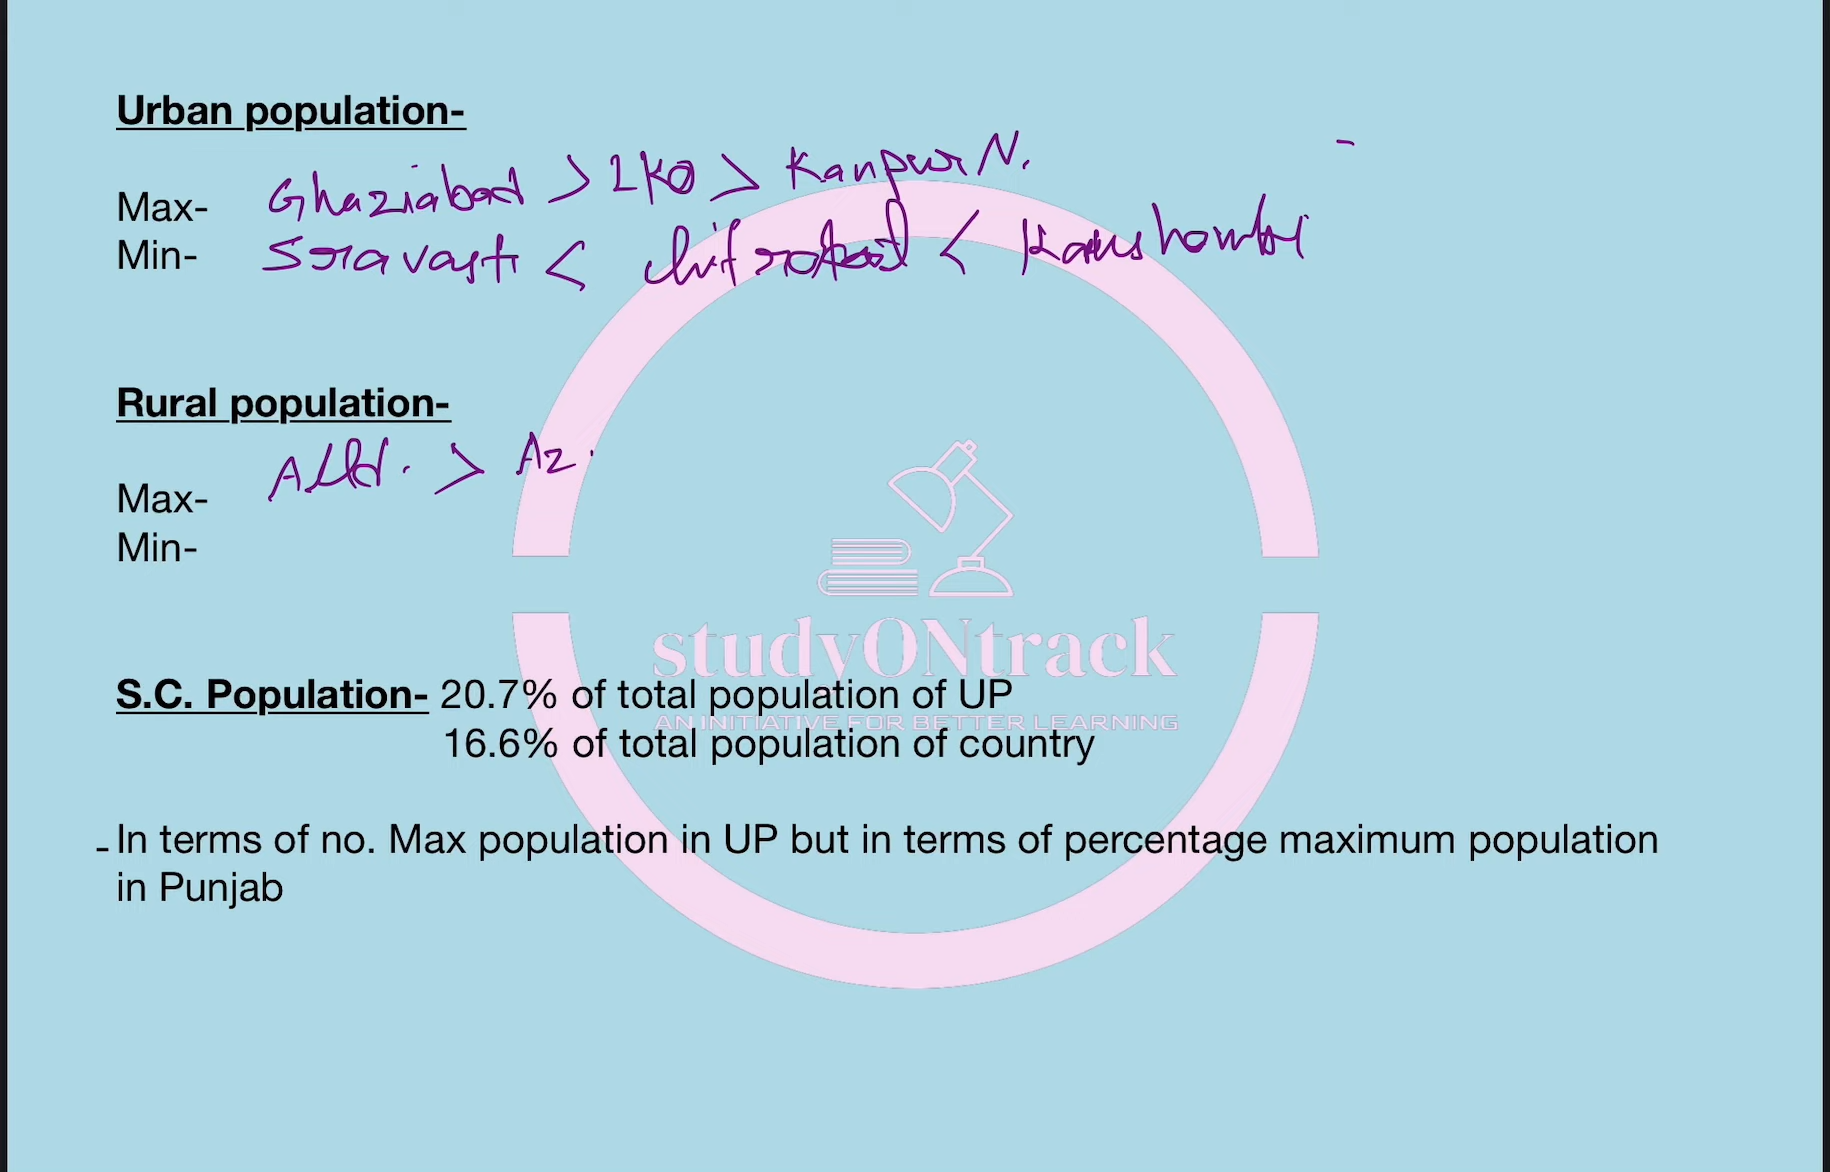 Urban population-
Max- Ghaziabad > LKO > Kanpur N.
Min- Sravasti < Chitrakoot < Kaushombi
Rural population-
Max- Alld. > Az.
Min-
studyONtrack
S.C. Population- 20.7% of total population of UP
AN INITIATIVE FOR BETTER LEARNING
16.6% of total population of country
- In terms of no. Max population in UP but in terms of percentage maximum population
in Punjab